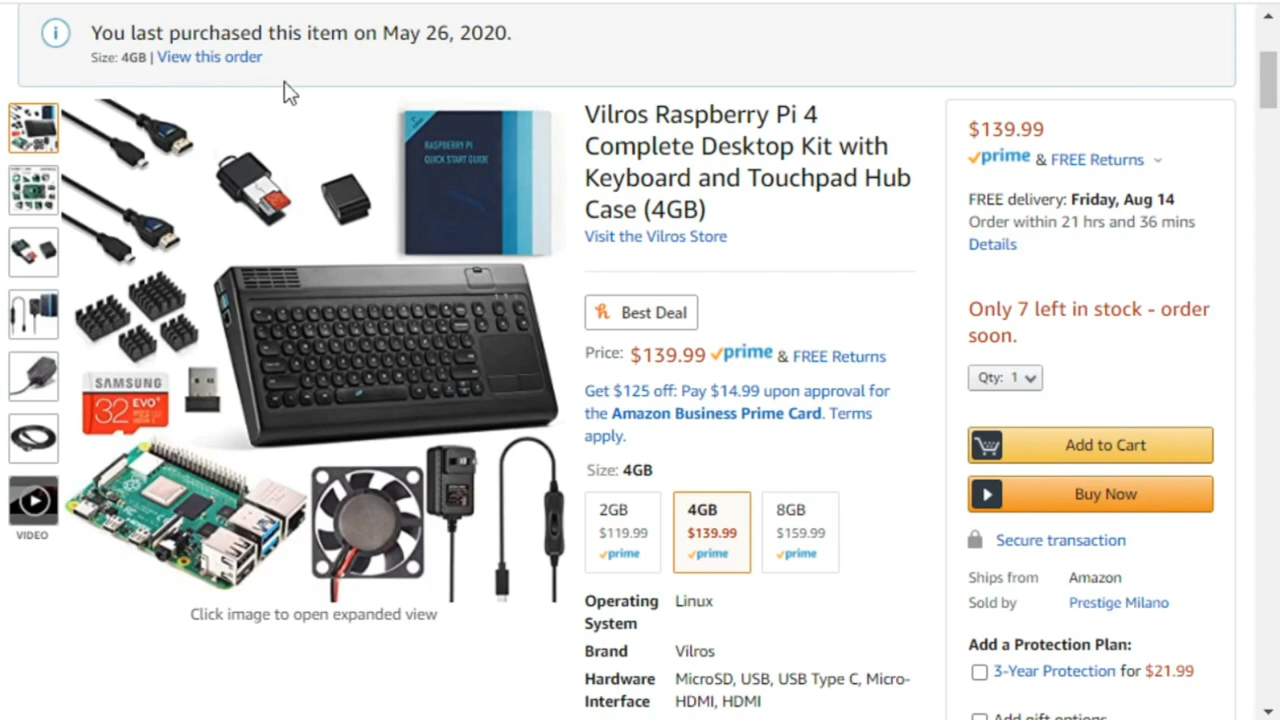 You last purchased this item on May 26, 2020.
Size: 4GB | View this order
RASPBERRY PI
QUICK START GUIDE
SAMSUNG
32 EVO+
VIDEO
Click image to open expanded view
Vilros Raspberry Pi 4
Complete Desktop Kit with
Keyboard and Touchpad Hub
Case (4GB)
Visit the Vilros Store
Best Deal
Price: $139.99 prime & FREE Returns
Get $125 off: Pay $14.99 upon approval for
the Amazon Business Prime Card. Terms
apply.
Size: 4GB
2GB
$119.99
prime
4GB
$139.99
prime
8GB
$159.99
prime
Operating System Linux
Brand Vilros
Hardware Interface MicroSD, USB, USB Type C, Micro-
HDMI, HDMI
$139.99
prime & FREE Returns
FREE delivery: Friday, Aug 14
Order within 21 hrs and 36 mins
Details
Only 7 left in stock - order
soon.
Qty: 1
Add to Cart
Buy Now
Secure transaction
Ships from Amazon
Sold by Prestige Milano
Add a Protection Plan:
3-Year Protection for $21.99
Add gift options